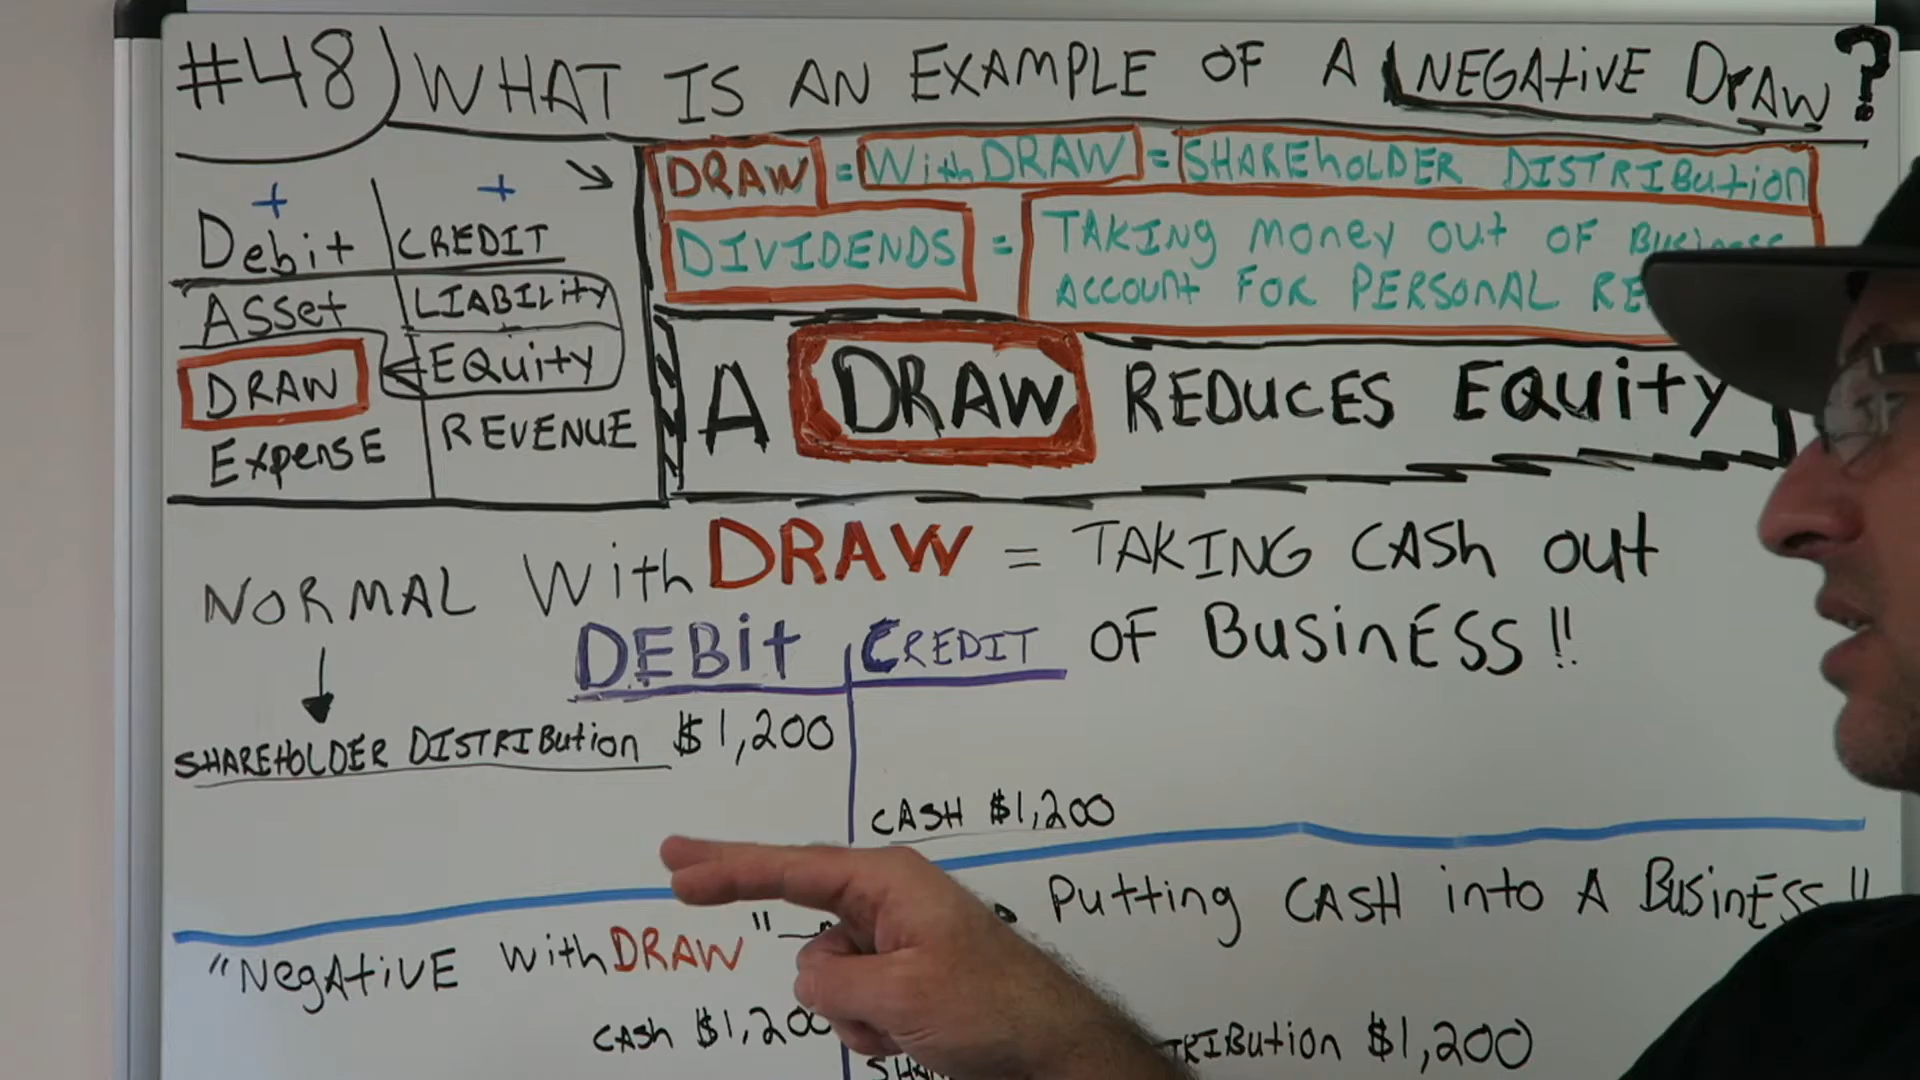 #48) WHAT IS AN EXAMPLE OF A NEGATiVE DrAW?
+ +
Debit CREDIT
ASSet LIABILity
DRAW EQuity
ExpenSE REVENUE
DRAW = WithDRAW = SHAREhOLDER DISTRIBution
DIVIDENDS = TAKING money out OF Business
Account FOR PERSONAL
A DRAW REDUCES EQuity
NORMAL WithDRAW = TAKING CASh out
OF BusinESS!!
DEBit CREDIT
SHAREHOLDER DISTRIBution $1,200
CASH $1,200
"NegAtiVE WithDRAW" Putting CASH into A BusinESS!!
CASh $1,200
$1,200